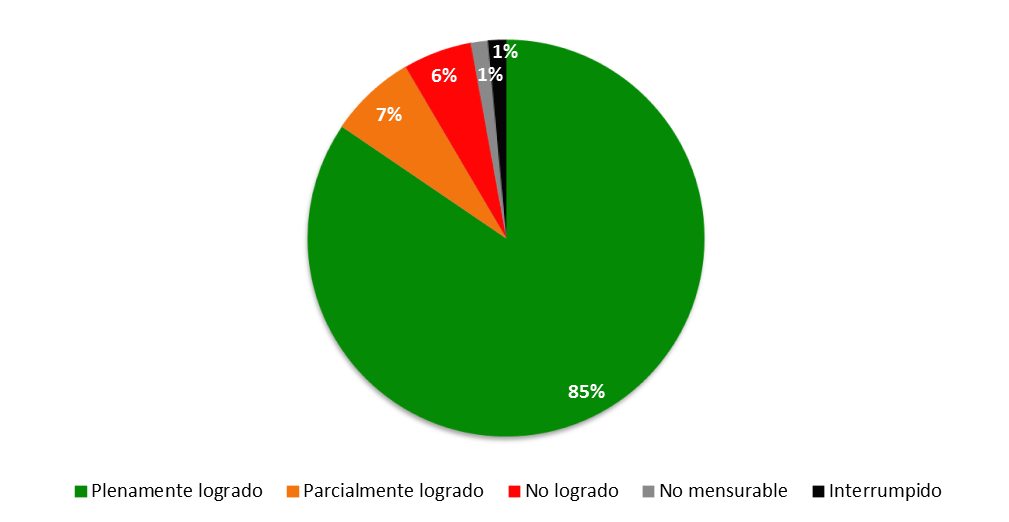 1%
6%
1%
7%
85%
Plenamente logrado
Parcialmente logrado
No logrado
No mensurable
Interrumpido